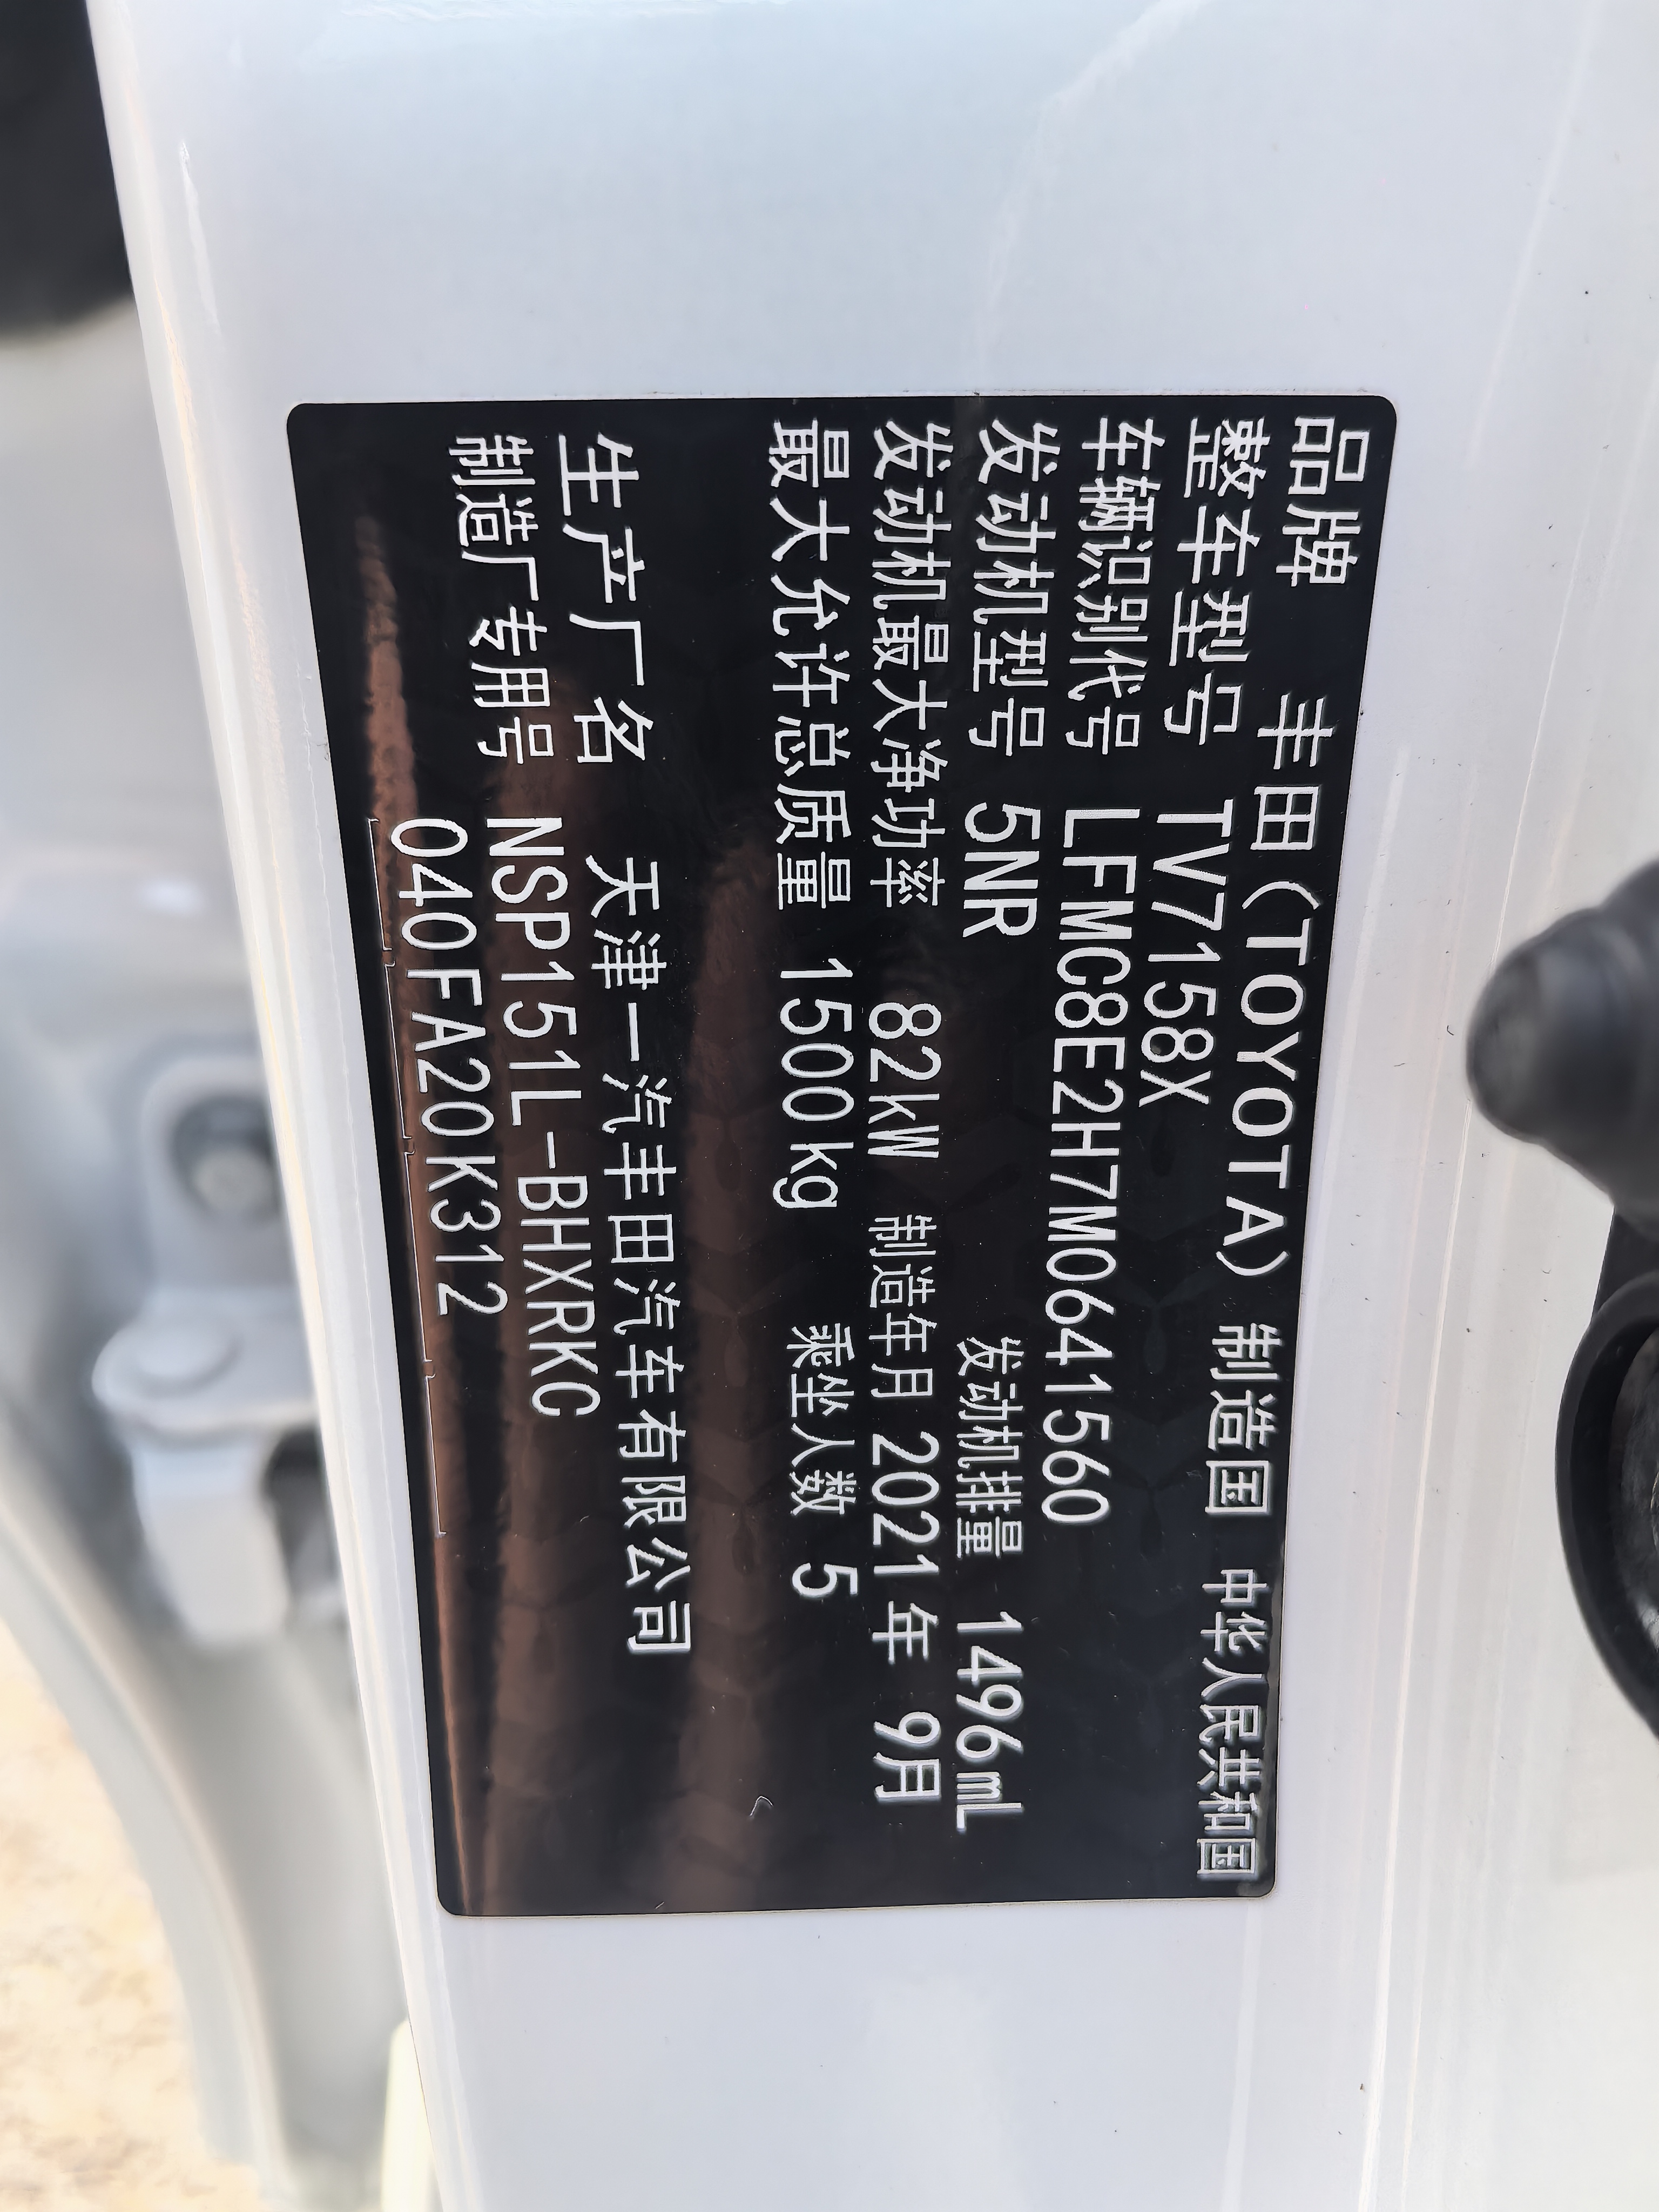 品牌 丰田(TOYOTA) 制造国 中华人民共和国
整车型号 TV7158X
车辆识别代号 LFMC8E2H7M0641560
发动机型号 5NR 发动机排量 1496mL
发动机最大净功率 82kW 制造年月 2021年 9月
最大允许总质量 1500kg 乘坐人数 5
生产厂名 天津一汽丰田汽车有限公司
制造厂专用号 NSP151L-BHXRKC
040FA20K312